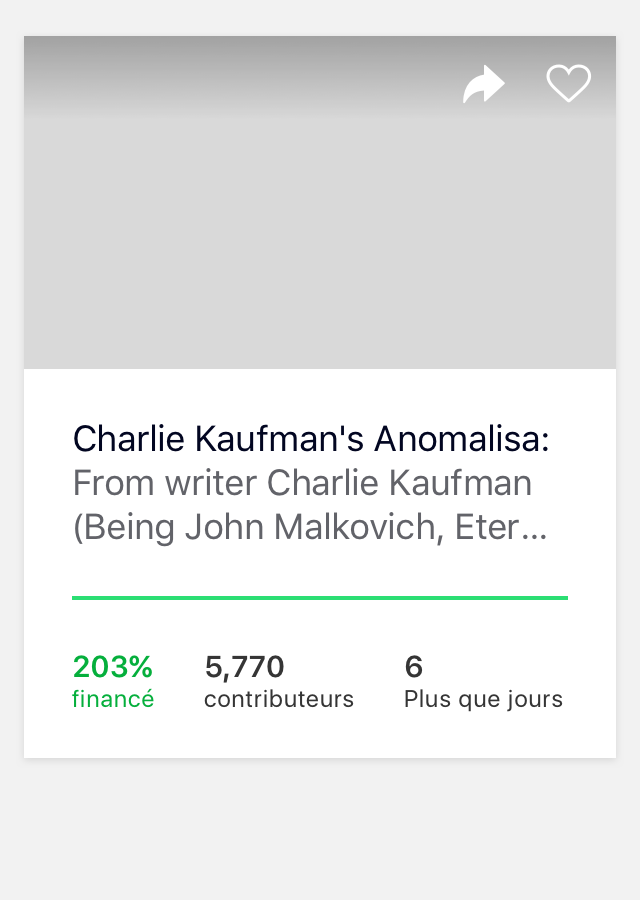 Charlie Kaufman's Anomalisa:
From writer Charlie Kaufman
(Being John Malkovich, Eter...
203% 5,770 6
financé contributeurs Plus que jours